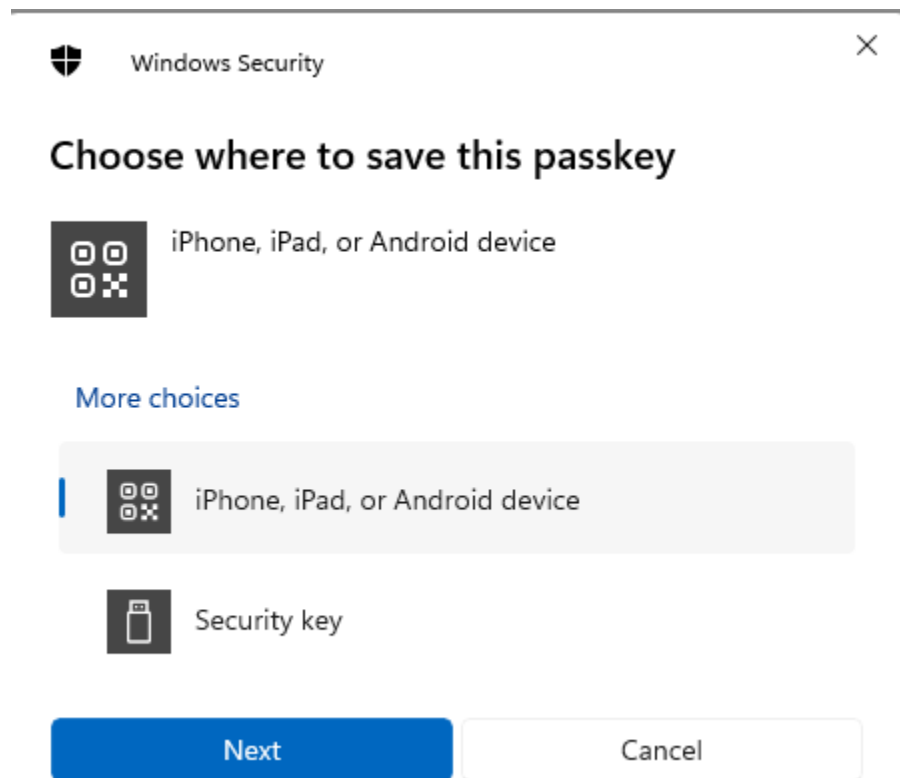 Windows Security
Choose where to save this passkey
iPhone, iPad, or Android device
More choices
iPhone, iPad, or Android device
Security key
Next
Cancel